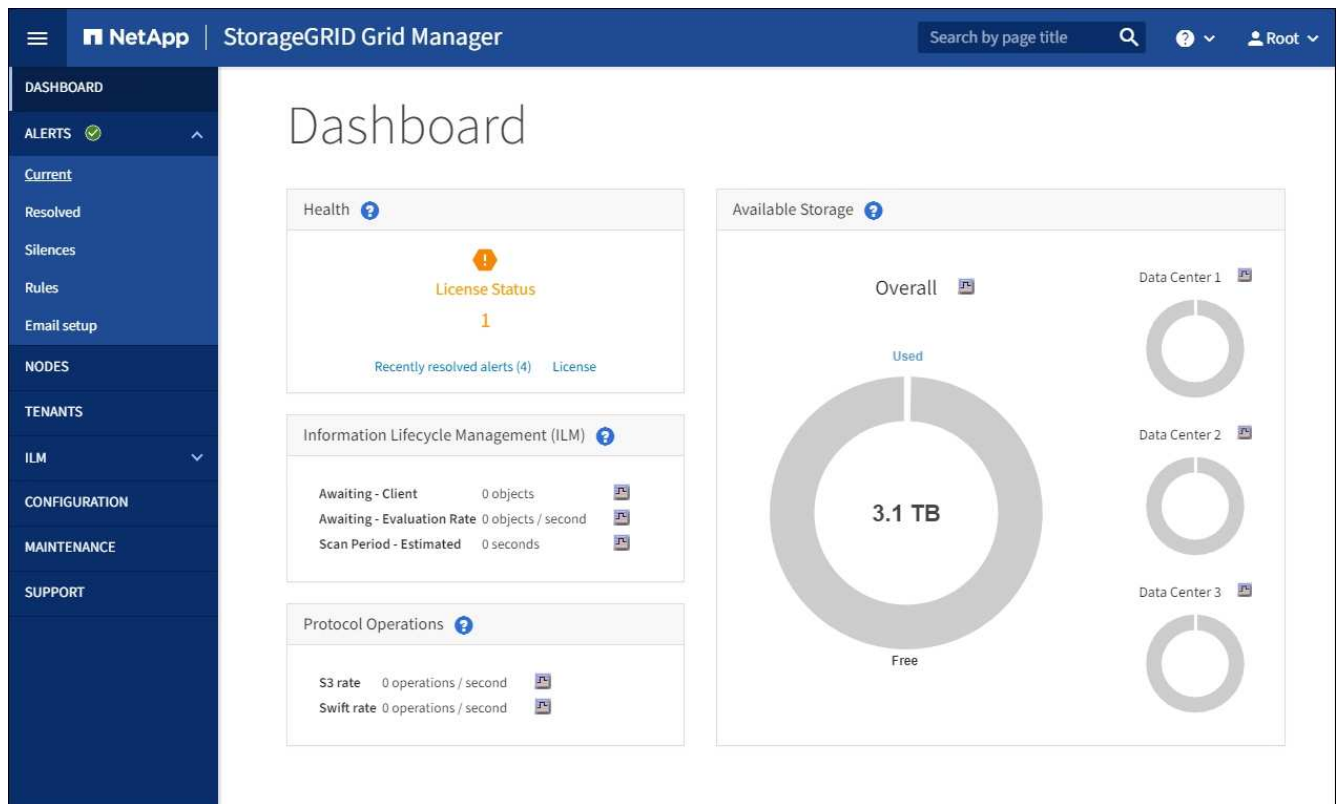 NetApp | StorageGRID Grid Manager
Search by page title
Root
DASHBOARD
ALERTS
Current
Resolved
Silences
Rules
Email setup
NODES
TENANTS
ILM
CONFIGURATION
MAINTENANCE
SUPPORT
Dashboard
Health ?
!
License Status
1
Recently resolved alerts (4) License
Information Lifecycle Management (ILM) ?
Awaiting - Client 0 objects
Awaiting - Evaluation Rate 0 objects / second
Scan Period - Estimated 0 seconds
Protocol Operations ?
S3 rate 0 operations / second
Swift rate 0 operations / second
Available Storage ?
Overall
Used
3.1 TB
Free
Data Center 1
Data Center 2
Data Center 3